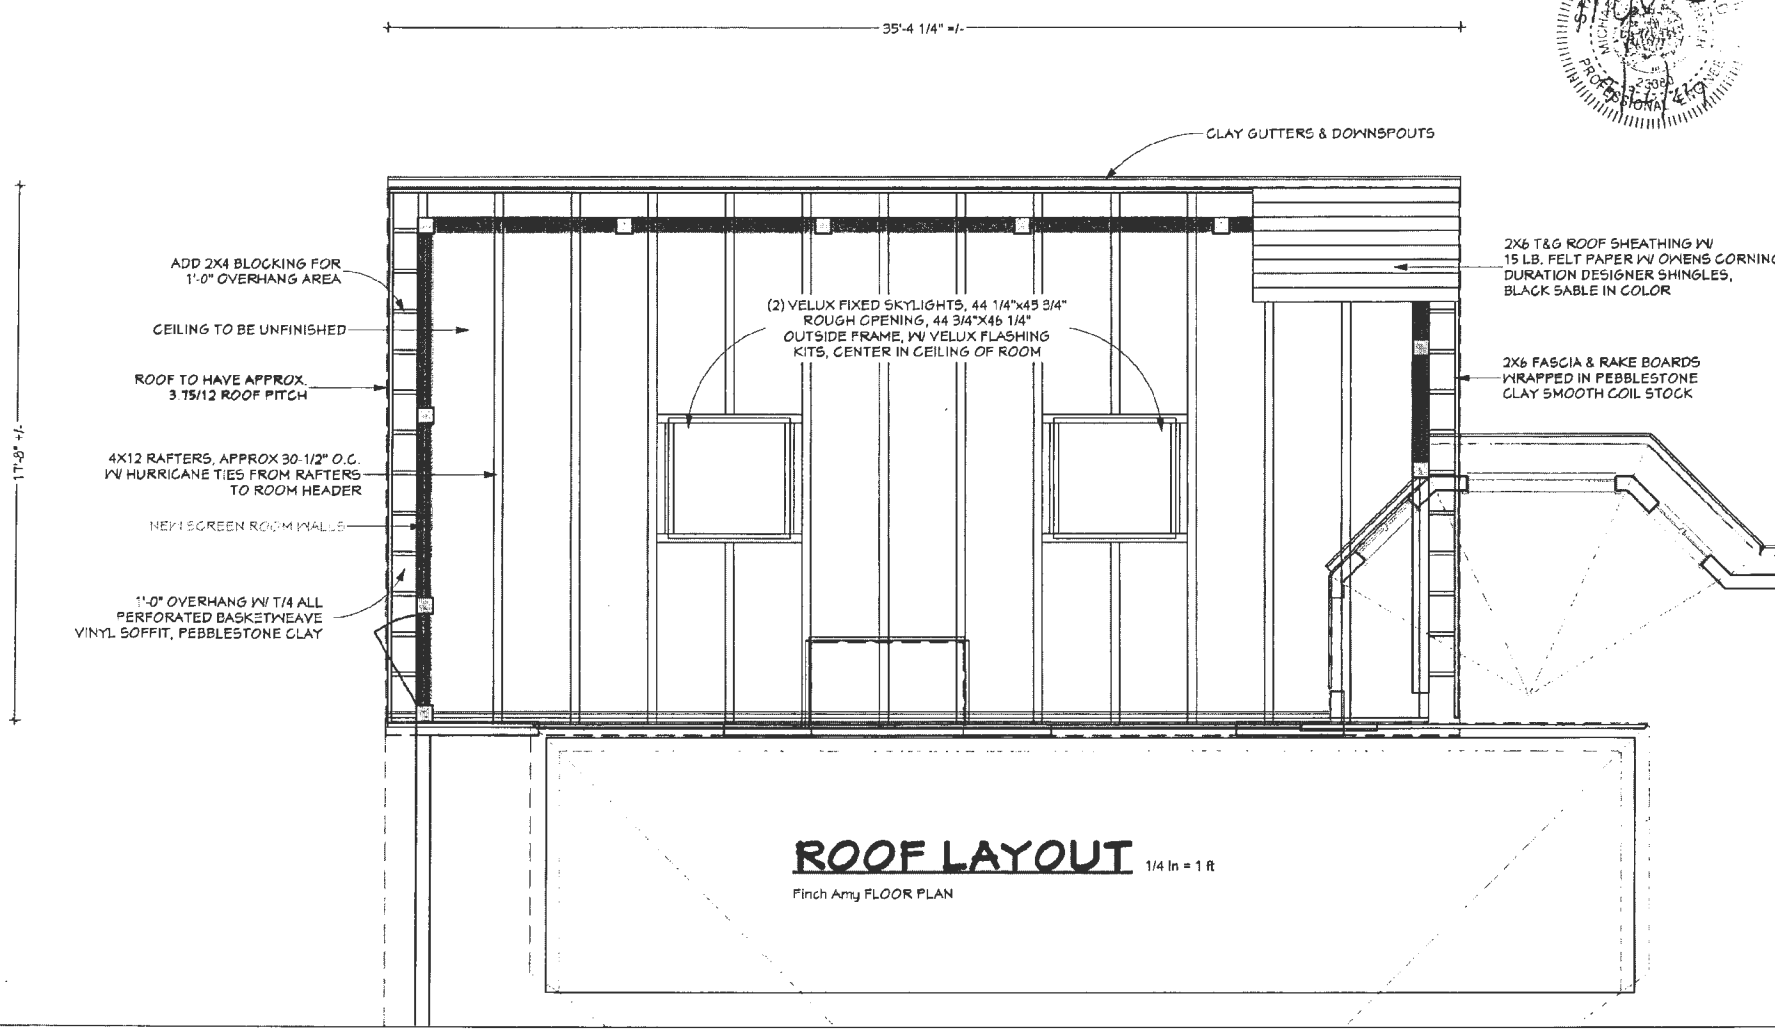 35'-4 1/4" =/-
CLAY GUTTERS & DOWNSPOUTS
PROFESSIONAL
17'-8" +/-
ADD 2X4 BLOCKING FOR
1'-0" OVERHANG AREA
CEILING TO BE UNFINISHED
ROOF TO HAVE APPROX.
3.75/12 ROOF PITCH
4X12 RAFTERS, APPROX 30-1/2" O.C.
W/ HURRICANE TIES FROM RAFTERS
TO ROOM HEADER
NEW SCREEN ROOM WALLS
1'-0" OVERHANG W/ T/4 ALL
PERFORATED BASKETWEAVE
VINYL SOFFIT, PEBBLESTONE CLAY
(2) VELUX FIXED SKYLIGHTS, 44 1/4"x45 3/4"
ROUGH OPENING, 44 3/4"X46 1/4"
OUTSIDE FRAME, W/ VELUX FLASHING
KITS, CENTER IN CEILING OF ROOM
2X6 T&G ROOF SHEATHING W/
15 LB. FELT PAPER W/ OWENS CORNING
DURATION DESIGNER SHINGLES,
BLACK SABLE IN COLOR
2X6 FASCIA & RAKE BOARDS
WRAPPED IN PEBBLESTONE
CLAY SMOOTH COIL STOCK
ROOF LAYOUT 1/4 in = 1 ft
Finch Amy FLOOR PLAN